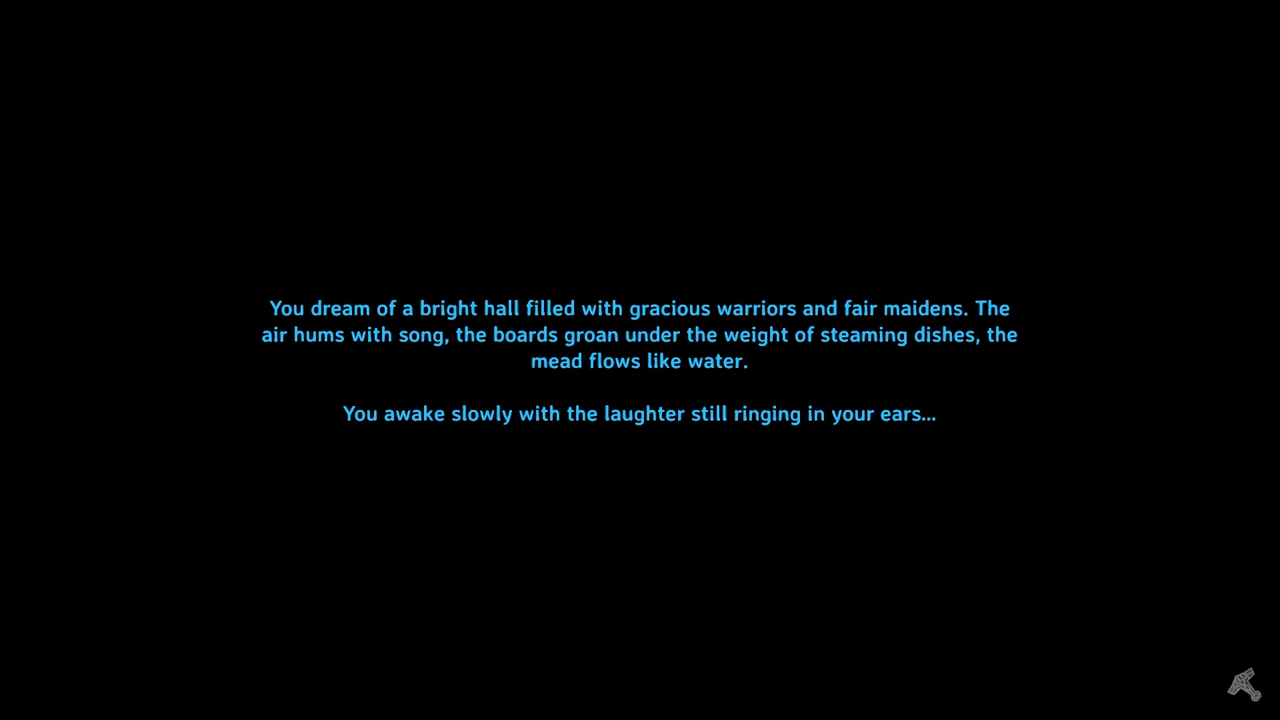 You dream of a bright hall filled with gracious warriors and fair maidens. The
air hums with song, the boards groan under the weight of steaming dishes, the
mead flows like water.
You awake slowly with the laughter still ringing in your ears...